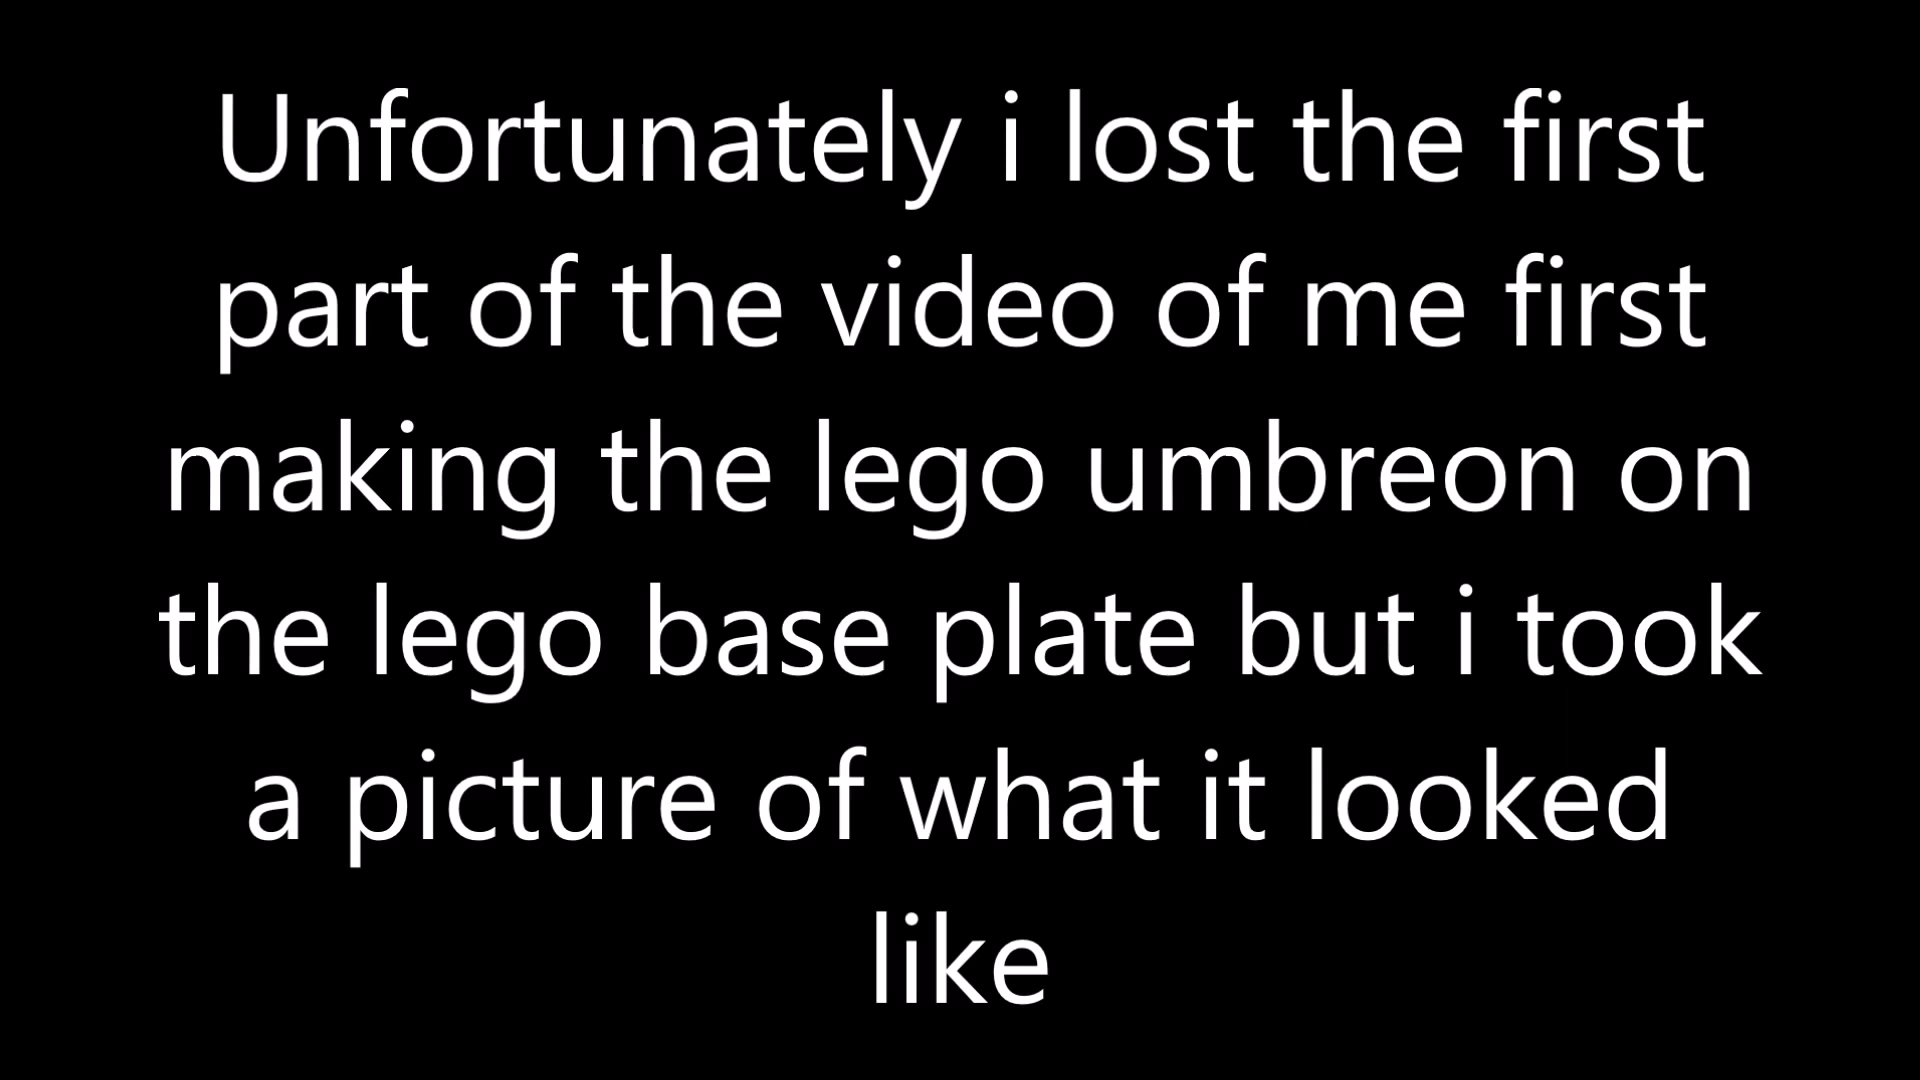 Unfortunately i lost the first
part of the video of me first
making the lego umbreon on
the lego base plate but i took
a picture of what it looked
like